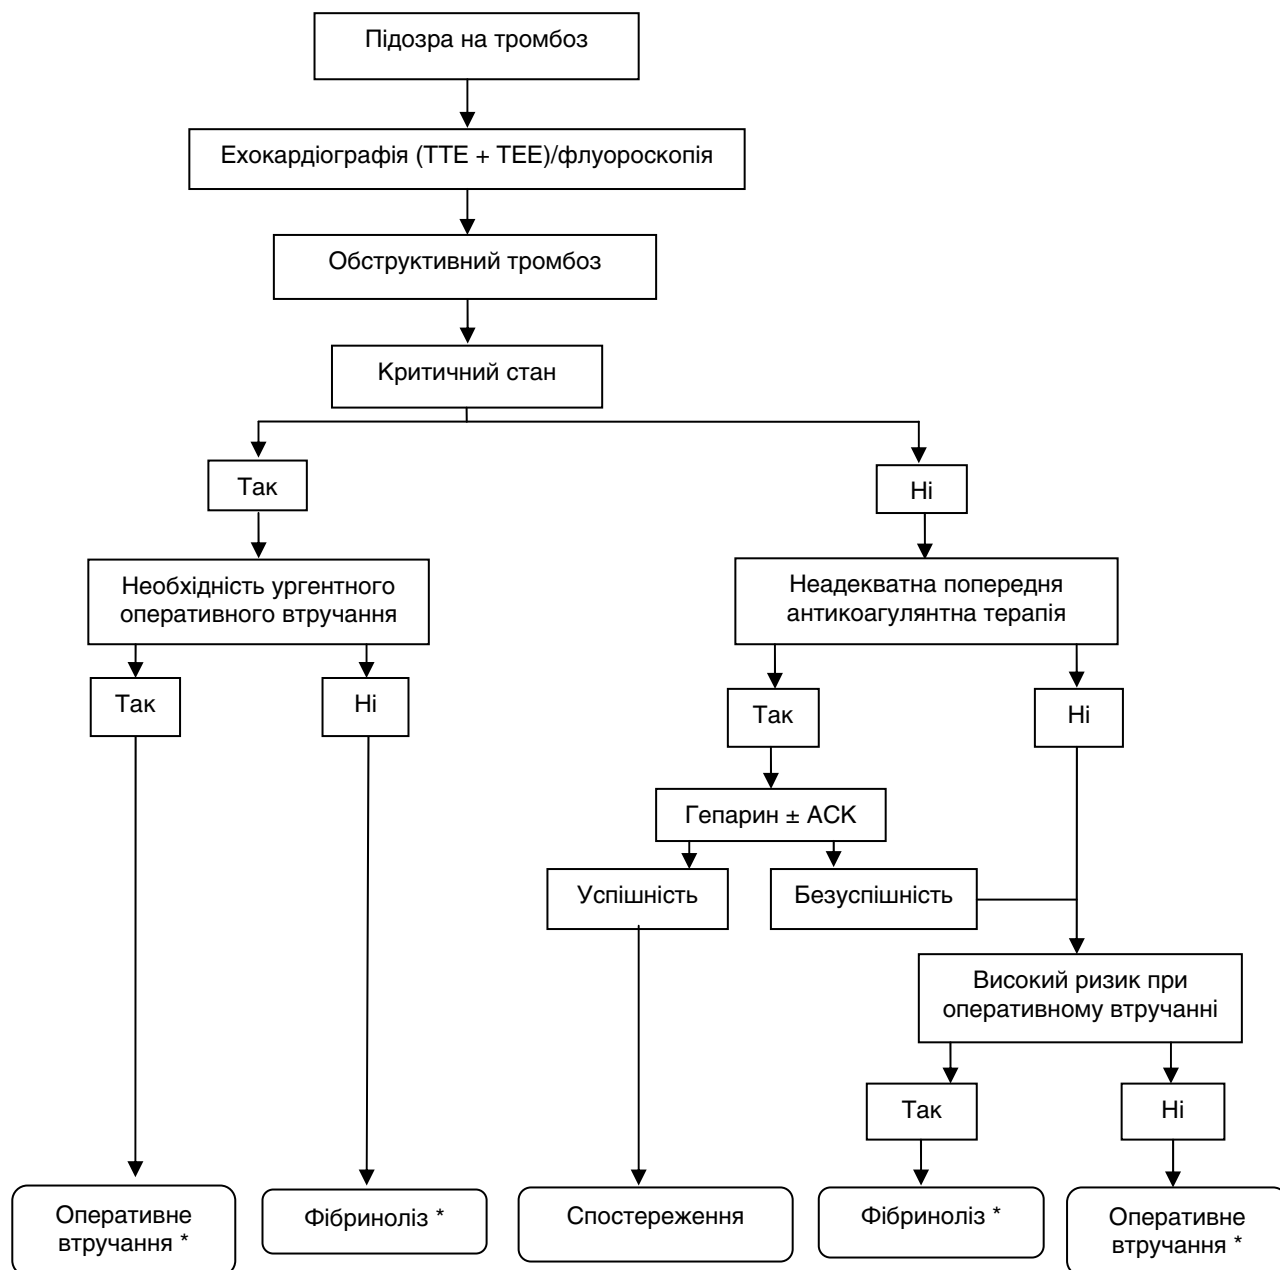 Підозра на тромбоз
Ехокардіографія (TTE + TEE)/флуороскопія
Обструктивний тромбоз
Критичний стан
Так
Ні
Необхідність ургентного
оперативного втручання
Неадекватна попередня
антикоагулянтна терапія
Так
Ні
Так
Ні
Гепарин ± АСК
Успішність
Безуспішність
Високий ризик при
оперативному втручанні
Так
Ні
Оперативне
втручання *
Фібриноліз *
Спостереження
Фібриноліз *
Оперативне
втручання *